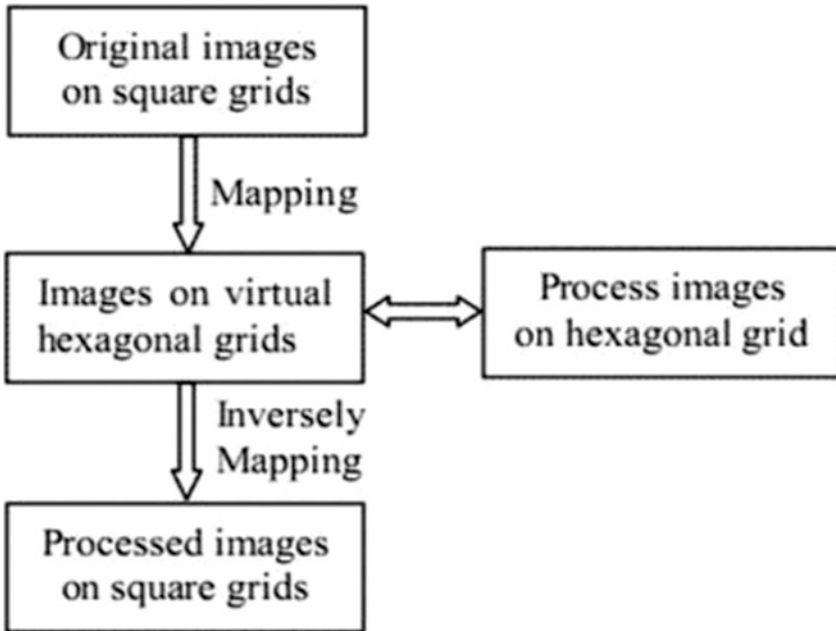 Original images
on square grids
Mapping
Images on virtual
hexagonal grids
Process images
on hexagonal grid
Inversely
Mapping
Processed images
on square grids